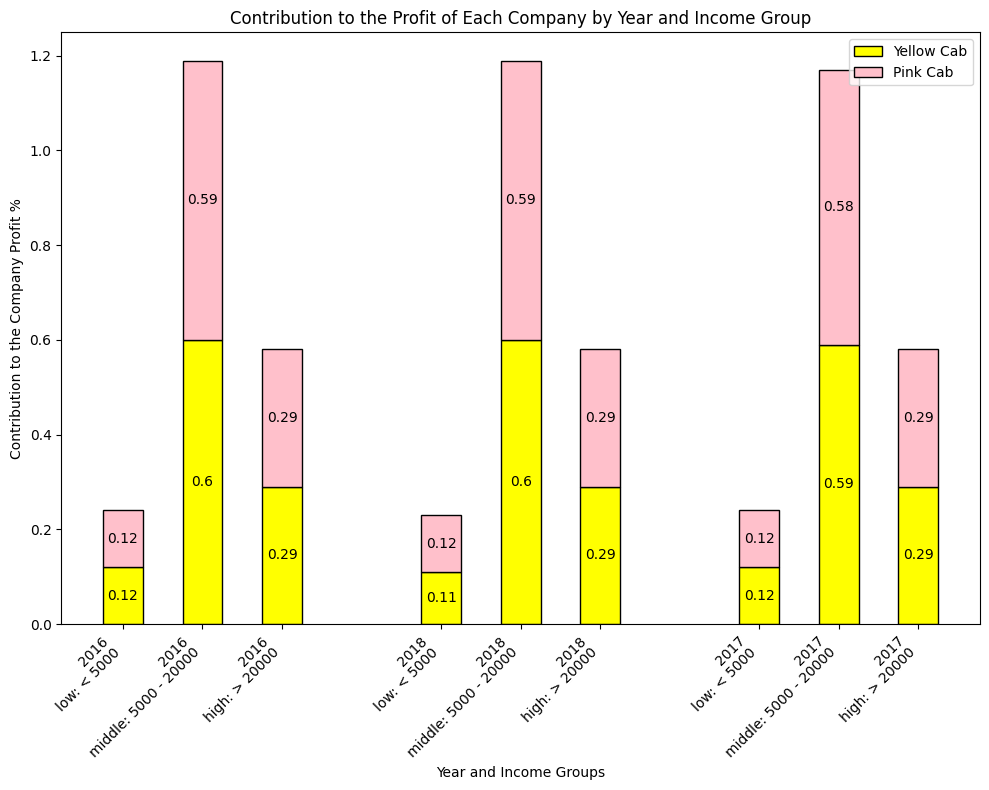 Contribution to the Profit of Each Company by Year and Income Group
Yellow Cab
Pink Cab
Contribution to the Company Profit %
1.2
1.0
0.8
0.6
0.4
0.2
0.0
0.12
0.12
0.59
0.6
0.29
0.29
0.12
0.11
0.59
0.6
0.29
0.29
0.12
0.12
0.58
0.59
0.29
0.29
2016
low: < 5000
2016
middle: 5000 - 20000
2016
high: > 20000
2018
low: < 5000
2018
middle: 5000 - 20000
2018
high: > 20000
2017
low: < 5000
2017
middle: 5000 - 20000
2017
high: > 20000
Year and Income Groups